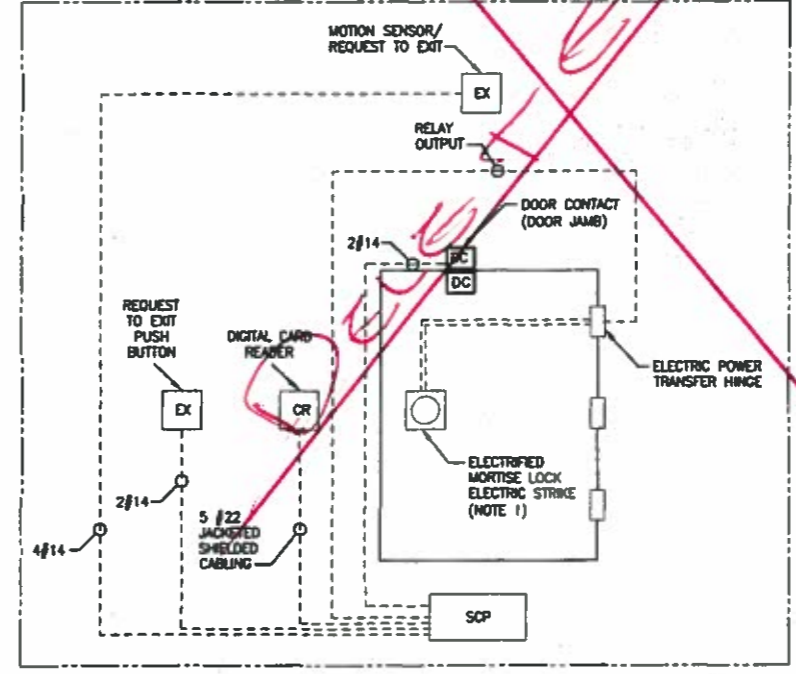 MOTION SENSOR/
REQUEST TO EXIT
EX
RELAY
OUTPUT
DOOR CONTACT
(DOOR JAMB)
2#14
DC
DC
REQUEST
TO EXIT
PUSH
BUTTON
DIGITAL CARD
READER
ELECTRIC POWER
TRANSFER HINGE
EX
CR
ELECTRIFIED
MORTISE LOCK
ELECTRIC STRIKE
(NOTE 1)
2#14
5 #22
JACKETED
SHIELDED
CABLING
4#14
SCP